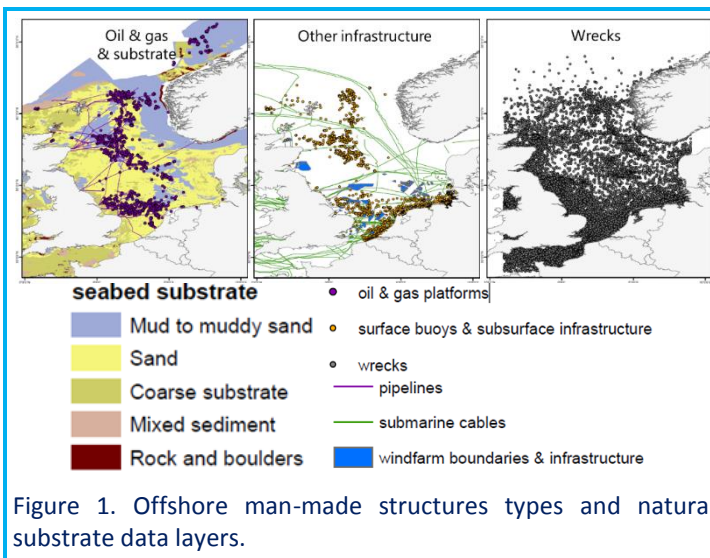 Oil & gas
& substrate
Other infrastructure
Wrecks
seabed substrate
Mud to muddy sand
Sand
Coarse substrate
Mixed sediment
Rock and boulders
oil & gas platforms
surface buoys & subsurface infrastructure
wrecks
pipelines
submarine cables
windfarm boundaries & infrastructure
Figure 1. Offshore man-made structures types and natura
substrate data layers.